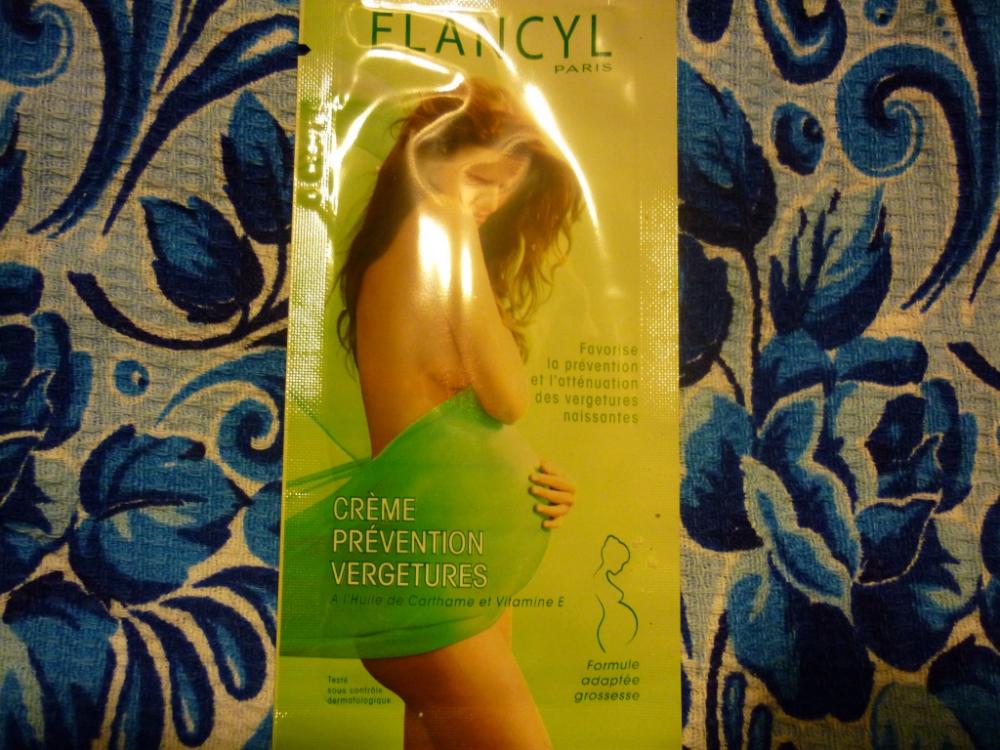 ELANCYL
PARIS
Favorise
la prévention
et l'atténuation
des vergetures
naissantes
CRÈME
PRÉVENTION
VERGETURES
A l'Huile de Carthame et Vitamine E
Formule
adaptée
grossesse
Testé
sous contrôle
dermatologique